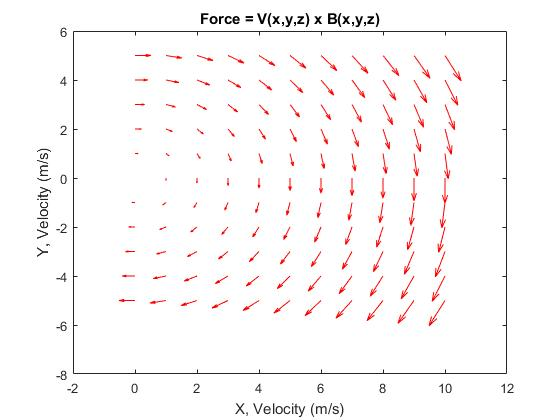 Force = V(x,y,z) x B(x,y,z)
6
4
2
0
-2
-4
-6
-8
Y, Velocity (m/s)
-2 0 2 4 6 8 10 12
X, Velocity (m/s)